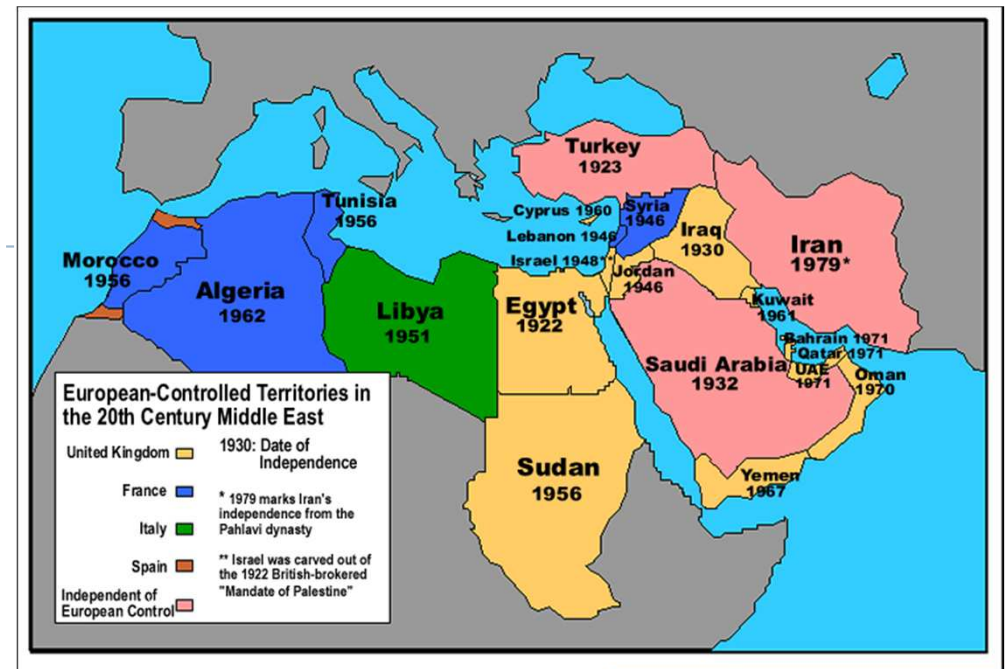 Turkey
1923
Tunisia
1956
Cyprus 1960
Syria
1946
Lebanon 1946
Iraq
1930
Morocco
1956
Israel 1948**
Iran
1979*
Jordan
1946
Algeria
1962
Libya
1951
Egypt
1922
Kuwait
1961
Bahrain 1971
Qatar 1971
Saudi Arabia
1932
UAE
1971
Oman
1970
Sudan
1956
Yemen
1967
European-Controlled Territories in
the 20th Century Middle East
United Kingdom
France
Italy
Spain
Independent of
European Control
1930: Date of
Independence
* 1979 marks Iran's
independence from the
Pahlavi dynasty
** Israel was carved out of
the 1922 British-brokered
"Mandate of Palestine"